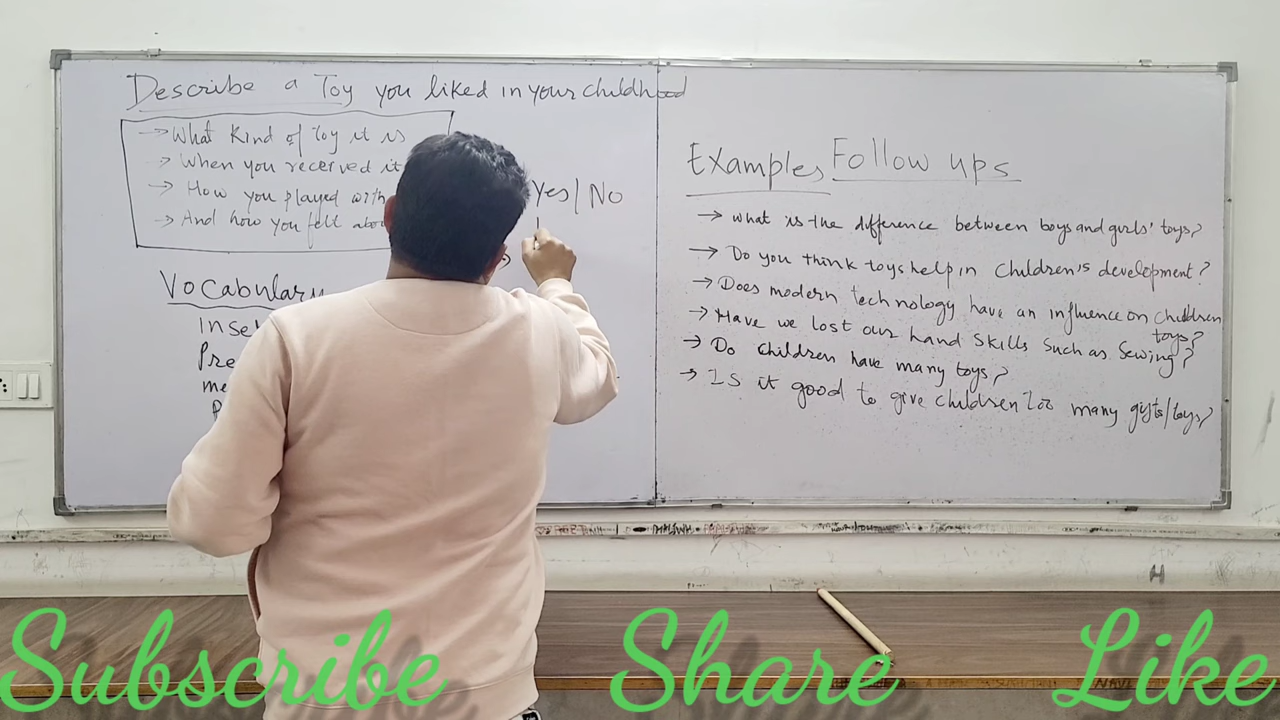 Describe a Toy you liked in your childhood
→ What kind of toy it is
→ When you received it
→ How you played with
→ And how you felt
Yes/No
Vocabulary
Examples Follow ups
→ what is the difference between boys and girls' toys?
→ Do you think toys help in children's development?
→ Does modern technology have an influence on children toys?
→ Have we lost our hand skills such as sewing?
→ Do children have many toys?
→ Is it good to give children too many gifts/toys?
Subscribe Share Like